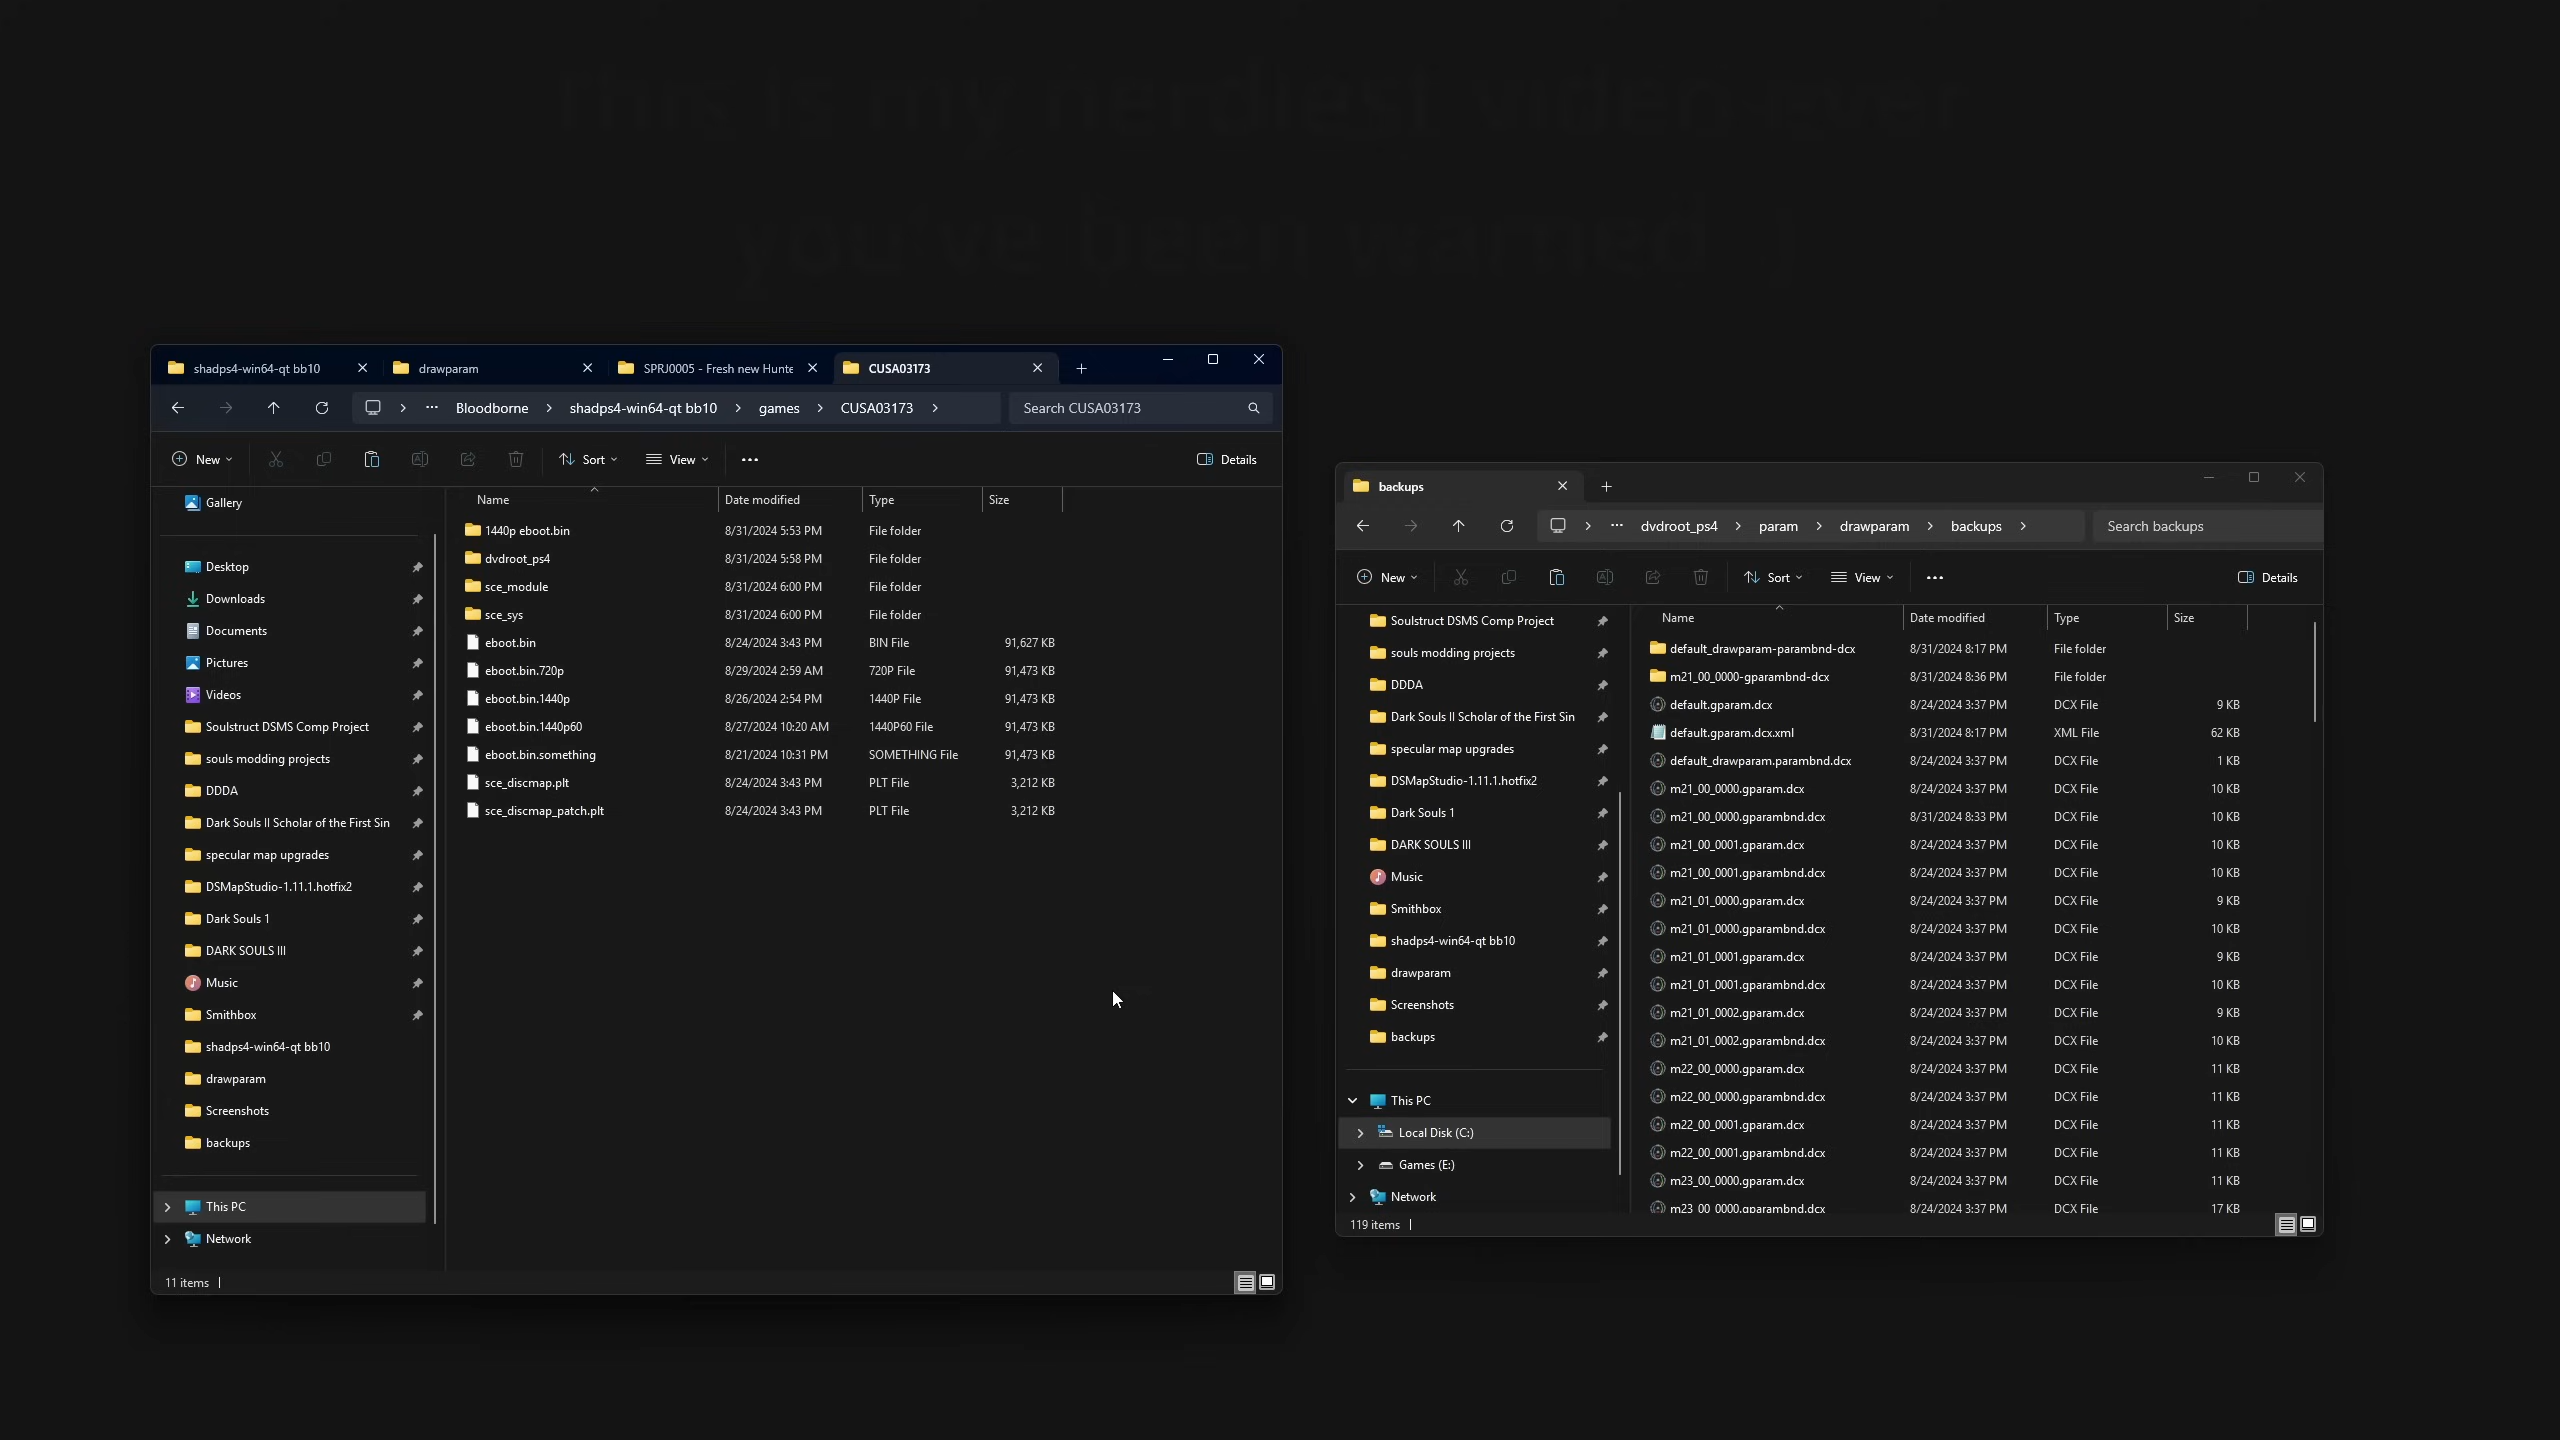 this is my nerdiest video ever
you've been warned :)
shadps4-win64-qt bb10
drawparam
SPRJ0005 - Fresh new Hunte
CUSA03173
Bloodborne
shadps4-win64-qt bb10
games
CUSA03173
Search CUSA03173
New
Sort
View
Details
Name
Date modified
Type
Size
Gallery
Desktop
Downloads
Documents
Pictures
Videos
Soulstruct DSMS Comp Project
souls modding projects
DDDA
Dark Souls II Scholar of the First Sin
specular map upgrades
DSMapStudio-1.11.1.hotfix2
Dark Souls 1
DARK SOULS III
Music
Smithbox
shadps4-win64-qt bb10
drawparam
Screenshots
backups
This PC
Network
1440p eboot.bin 8/31/2024 5:53 PM File folder
dvdroot_ps4 8/31/2024 5:58 PM File folder
sce_module 8/31/2024 6:00 PM File folder
sce_sys 8/31/2024 6:00 PM File folder
eboot.bin 8/24/2024 3:43 PM BIN File 91,627 KB
eboot.bin.720p 8/29/2024 2:59 AM 720P File 91,473 KB
eboot.bin.1440p 8/26/2024 2:54 PM 1440P File 91,473 KB
eboot.bin.1440p60 8/27/2024 10:20 AM 1440P60 File 91,473 KB
eboot.bin.something 8/21/2024 10:31 PM SOMETHING File 91,473 KB
sce_discmap.plt 8/24/2024 3:43 PM PLT File 3,212 KB
sce_discmap_patch.plt 8/24/2024 3:43 PM PLT File 3,212 KB
11 items
backups
dvdroot_ps4
param
drawparam
backups
Search backups
New
Sort
View
Details
Name
Date modified
Type
Size
Soulstruct DSMS Comp Project
souls modding projects
DDDA
Dark Souls II Scholar of the First Sin
specular map upgrades
DSMapStudio-1.11.1.hotfix2
Dark Souls 1
DARK SOULS III
Music
Smithbox
shadps4-win64-qt bb10
drawparam
Screenshots
backups
This PC
Local Disk (C:)
Games (E:)
Network
default_drawparam-parambnd-dcx 8/31/2024 8:17 PM File folder
m21_00_0000-gparambnd-dcx 8/31/2024 8:36 PM File folder
default.gparam.dcx 8/24/2024 3:37 PM DCX File 9 KB
default.gparam.dcx.xml 8/31/2024 8:17 PM XML File 62 KB
default_drawparam.parambnd.dcx 8/24/2024 3:37 PM DCX File 1 KB
m21_00_0000.gparam.dcx 8/24/2024 3:37 PM DCX File 10 KB
m21_00_0000.gparambnd.dcx 8/31/2024 8:33 PM DCX File 10 KB
m21_00_0001.gparam.dcx 8/24/2024 3:37 PM DCX File 10 KB
m21_00_0001.gparambnd.dcx 8/24/2024 3:37 PM DCX File 10 KB
m21_01_0000.gparam.dcx 8/24/2024 3:37 PM DCX File 9 KB
m21_01_0000.gparambnd.dcx 8/24/2024 3:37 PM DCX File 10 KB
m21_01_0001.gparam.dcx 8/24/2024 3:37 PM DCX File 9 KB
m21_01_0001.gparambnd.dcx 8/24/2024 3:37 PM DCX File 10 KB
m21_01_0002.gparam.dcx 8/24/2024 3:37 PM DCX File 9 KB
m21_01_0002.gparambnd.dcx 8/24/2024 3:37 PM DCX File 10 KB
m22_00_0000.gparam.dcx 8/24/2024 3:37 PM DCX File 11 KB
m22_00_0000.gparambnd.dcx 8/24/2024 3:37 PM DCX File 11 KB
m22_00_0001.gparam.dcx 8/24/2024 3:37 PM DCX File 11 KB
m22_00_0001.gparambnd.dcx 8/24/2024 3:37 PM DCX File 11 KB
m23_00_0000.gparam.dcx 8/24/2024 3:37 PM DCX File 11 KB
m23_00_0000.gparambnd.dcx 8/24/2024 3:37 PM DCX File 17 KB
119 items